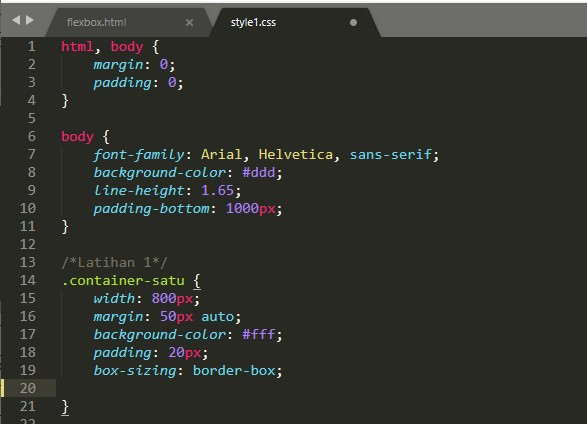 flexbox.html × style1.css
1 html, body {
2 margin: 0;
3 padding: 0;
4 }
5
6 body {
7 font-family: Arial, Helvetica, sans-serif;
8 background-color: #ddd;
9 line-height: 1.65;
10 padding-bottom: 1000px;
11 }
12
13 /*Latihan 1*/
14 .container-satu {
15 width: 800px;
16 margin: 50px auto;
17 background-color: #fff;
18 padding: 20px;
19 box-sizing: border-box;
20
21 }
22